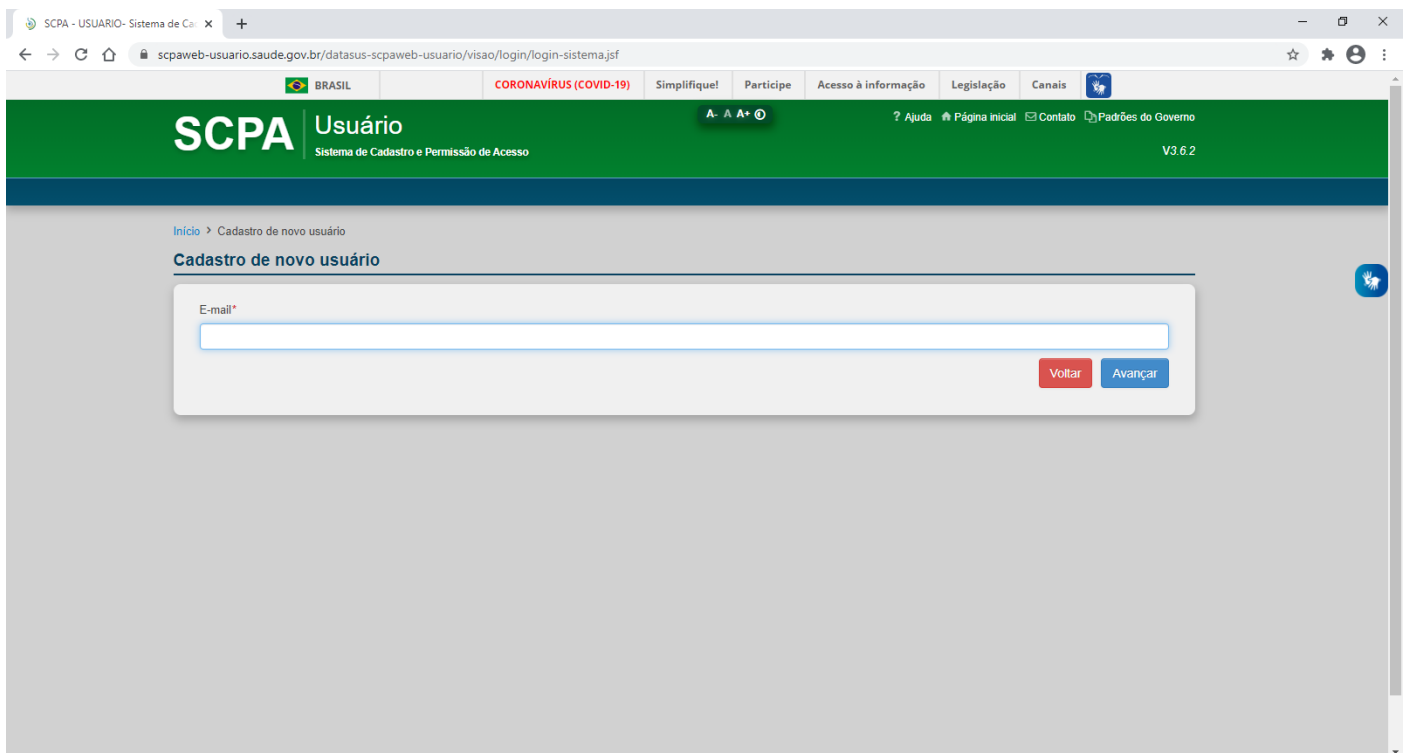 SCPA - USUARIO- Sistema de Ca
scpaweb-usuario.saude.gov.br/datasus-scpaweb-usuario/visao/login/login-sistema.jsf
BRASIL CORONAVÍRUS (COVID-19) Simplifique! Participe Acesso à informação Legislação Canais
SCPA Usuário A- A A+ ? Ajuda Página inicial Contato Padrões do Governo
Sistema de Cadastro e Permissão de Acesso V3.6.2
Início > Cadastro de novo usuário
Cadastro de novo usuário
E-mail*
Voltar Avançar